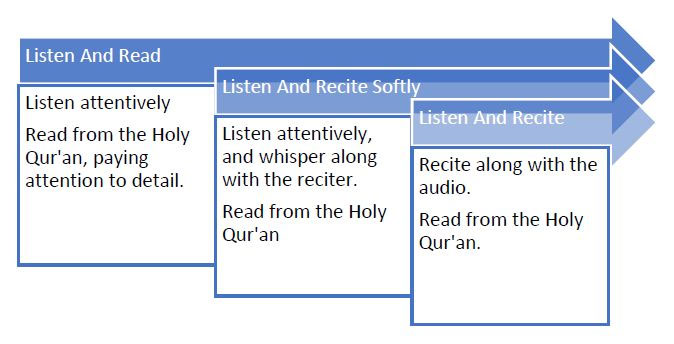 Listen And Read
Listen attentively
Read from the Holy
Qur'an, paying
attention to detail.
Listen And Recite Softly
Listen attentively,
and whisper along
with the reciter.
Read from the Holy
Qur'an
Listen And Recite
Recite along with the
audio.
Read from the Holy
Qur'an.